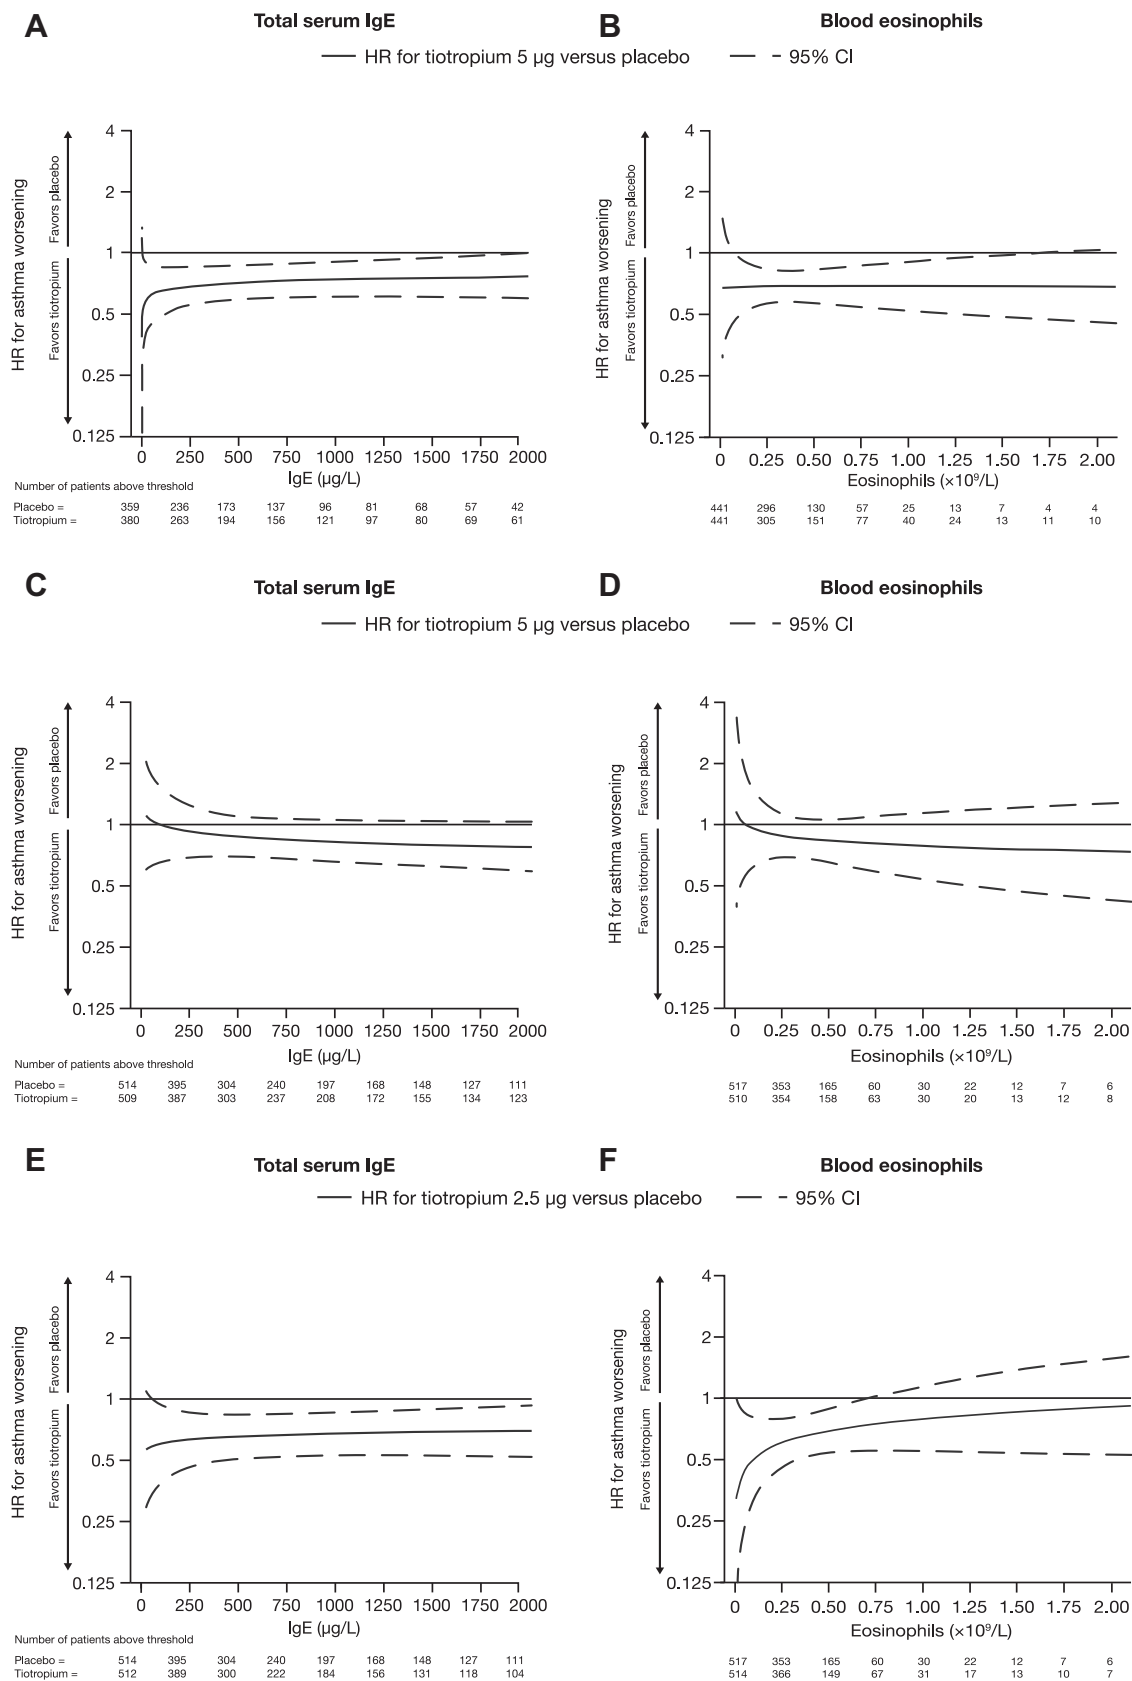 A Total serum IgE B Blood eosinophils
HR for tiotropium 5 µg versus placebo 95% CI
HR for asthma worsening
Favors placebo
Favors tiotropium
4
2
1
0.5
0.25
0.125
0 250 500 750 1000 1250 1500 1750 2000
IgE (µg/L)
HR for asthma worsening
Favors placebo
Favors tiotropium
4
2
1
0.5
0.25
0.125
0 0.25 0.50 0.75 1.00 1.25 1.50 1.75 2.00
Eosinophils (×10⁹/L)
Number of patients above threshold
Placebo = 359 236 173 137 96 81 68 57 42
Tiotropium = 380 263 194 156 121 97 80 69 61
441 296 130 57 25 13 7 4 4
441 305 151 77 40 24 13 11 10
C Total serum IgE D Blood eosinophils
HR for tiotropium 5 µg versus placebo 95% CI
HR for asthma worsening
Favors placebo
Favors tiotropium
4
2
1
0.5
0.25
0.125
0 250 500 750 1000 1250 1500 1750 2000
IgE (µg/L)
HR for asthma worsening
Favors placebo
Favors tiotropium
4
2
1
0.5
0.25
0.125
0 0.25 0.50 0.75 1.00 1.25 1.50 1.75 2.00
Eosinophils (×10⁹/L)
Number of patients above threshold
Placebo = 514 395 304 240 197 168 148 127 111
Tiotropium = 509 387 303 237 208 172 155 134 123
517 353 165 60 30 22 12 7 6
510 354 158 63 30 20 13 12 8
E Total serum IgE F Blood eosinophils
HR for tiotropium 2.5 µg versus placebo 95% CI
HR for asthma worsening
Favors placebo
Favors tiotropium
4
2
1
0.5
0.25
0.125
0 250 500 750 1000 1250 1500 1750 2000
IgE (µg/L)
HR for asthma worsening
Favors placebo
Favors tiotropium
4
2
1
0.5
0.25
0.125
0 0.25 0.50 0.75 1.00 1.25 1.50 1.75 2.00
Eosinophils (×10⁹/L)
Number of patients above threshold
Placebo = 514 395 304 240 197 168 148 127 111
Tiotropium = 512 389 300 222 184 156 131 118 104
517 353 165 60 30 22 12 7 6
514 366 149 67 31 17 13 10 7